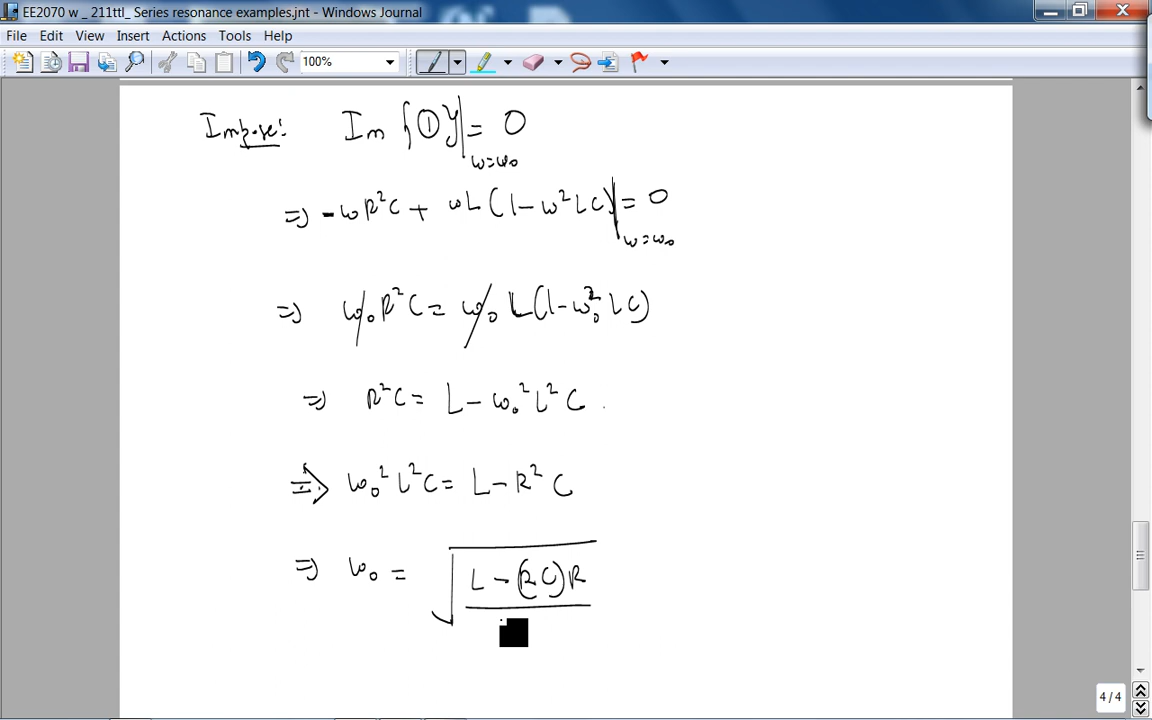 EE2070 w _ 211ttl_ Series resonance examples.jnt - Windows Journal
File Edit View Insert Actions Tools Help
100%
Impose: Im {①}|ω=ω₀ = 0
=> -ωR²C + ωL(1-ω²LC)|ω=ω₀ = 0
=> ω₀R²C = ω₀L(1-ω₀²LC)
=> R²C = L - ω₀²L²C.
=> ω₀²L²C = L - R²C
=> ω₀ = √(L-(RC)R
4/4